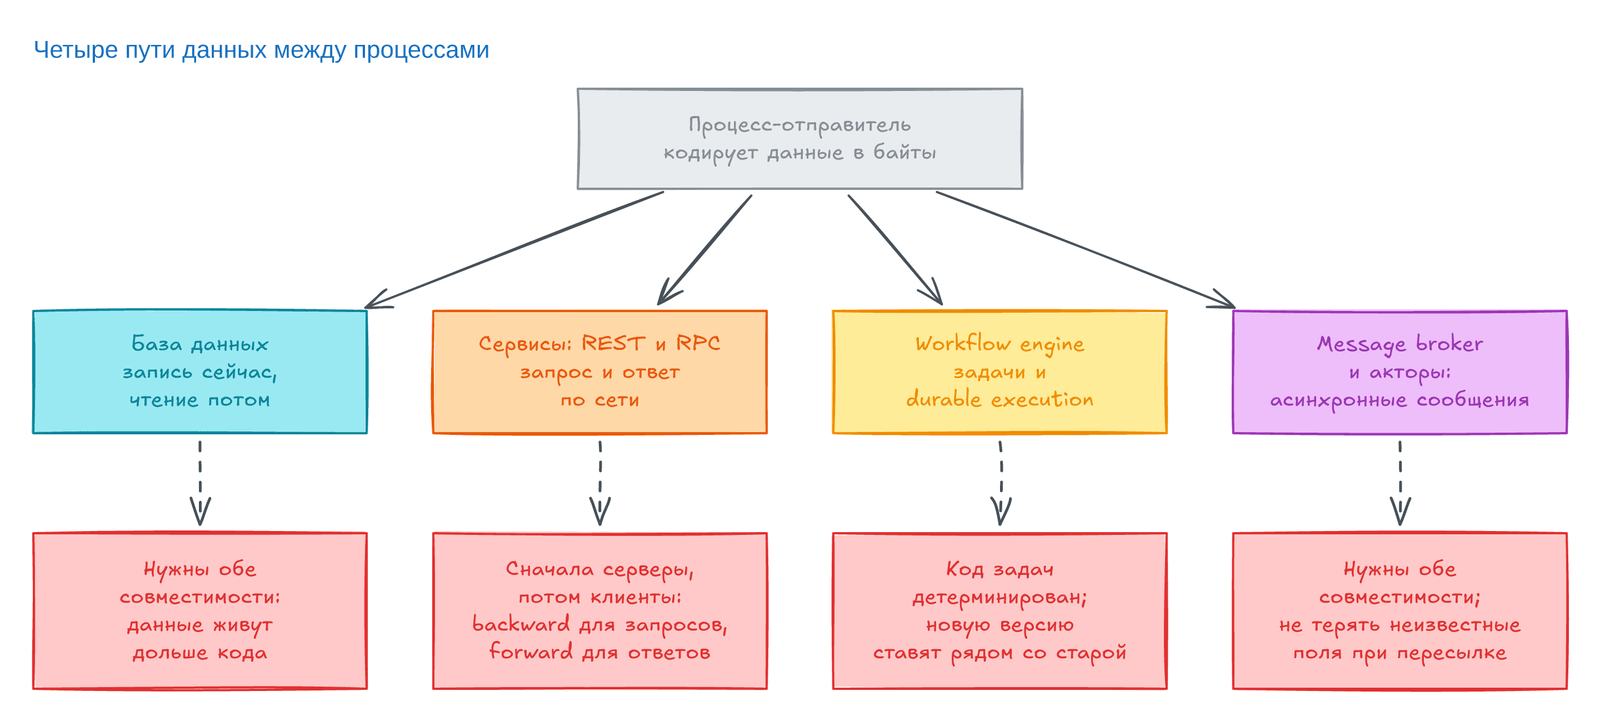 Четыре пути данных между процессами
Процесс-отправитель
кодирует данные в байты
База данных
запись сейчас,
чтение потом
Сервисы: REST и RPC
запрос и ответ
по сети
Workflow engine
задачи и
durable execution
Message broker
и акторы:
асинхронные сообщения
Нужны обе
совместимости:
данные живут
дольше кода
Сначала серверы,
потом клиенты:
backward для запросов,
forward для ответов
Код задач
детерминирован;
новую версию
ставят рядом со старой
Нужны обе
совместимости;
не терять неизвестные
поля при пересылке